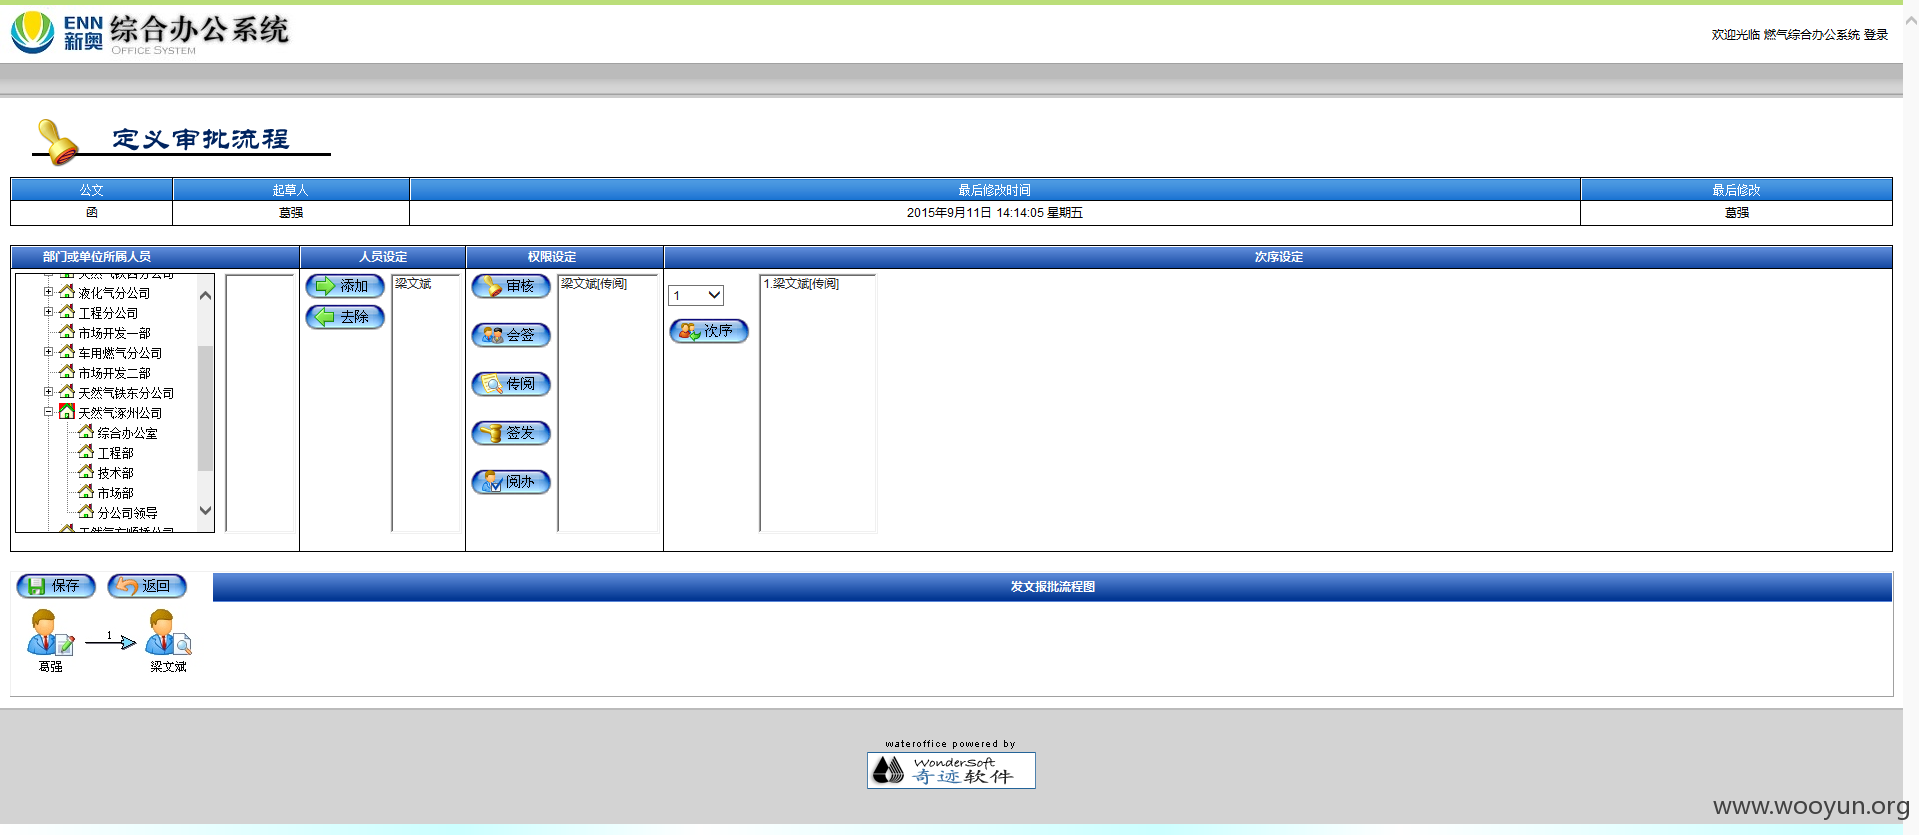 ENN
新奥
综合办公系统
OFFICE SYSTEM
欢迎光临 燃气综合办公系统 登录
定义审批流程
公文 起草人 最后修改时间 最后修改
函 葛强 2015年9月11日 14:14:05 星期五 葛强
部门或单位所属人员 人员设定 权限设定 次序设定
液化气分公司
工程分公司
市场开发一部
车用燃气分公司
市场开发二部
天然气铁东分公司
天然气涿州公司
综合办公室
工程部
技术部
市场部
分公司领导
添加
去除
梁文斌
审核
会签
传阅
签发
阅办
梁文斌[传阅]
1
次序
1.梁文斌[传阅]
保存 返回 发文报批流程图
1
葛强 梁文斌
wateroffice powered by
WonderSoft
奇迹软件
www.wooyun.org